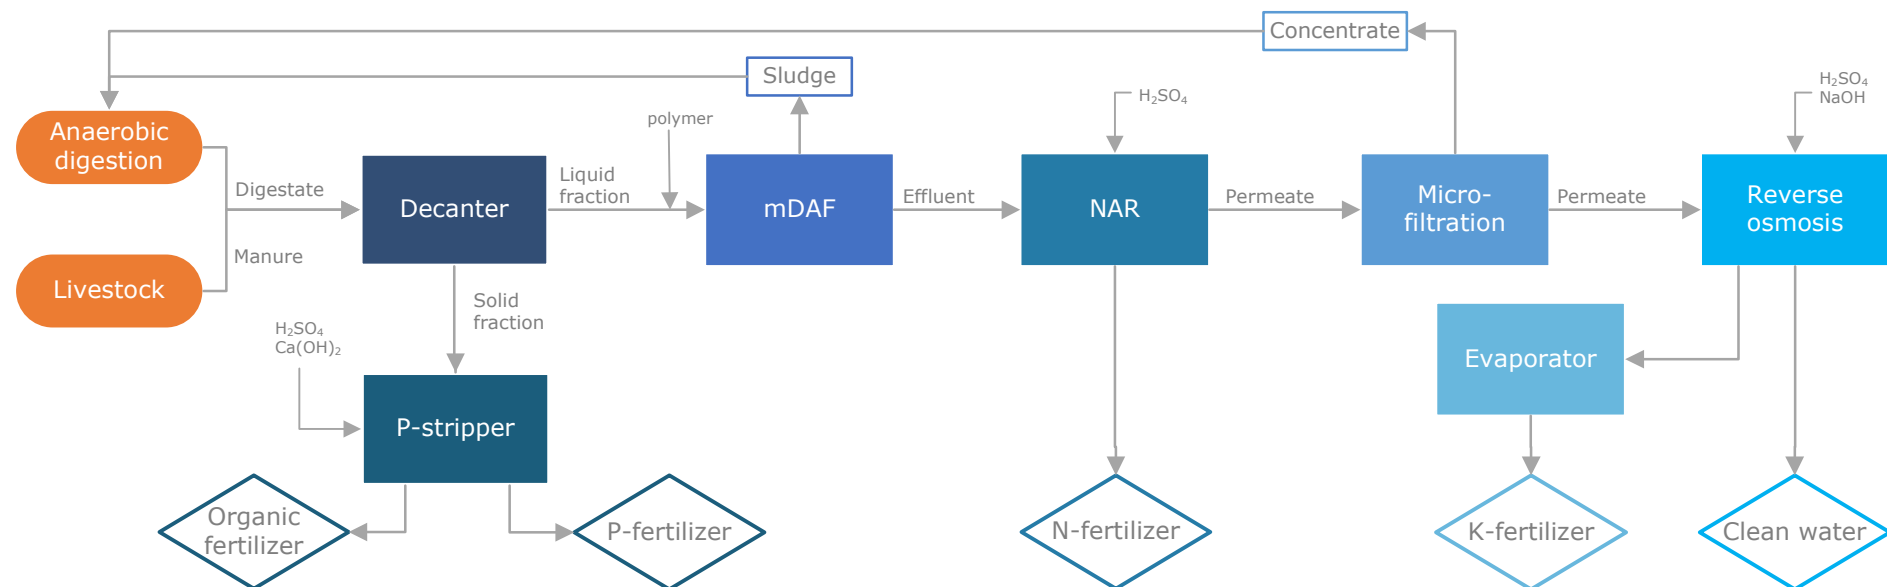 Concentrate
Sludge
H₂SO₄
H₂SO₄
NaOH
polymer
Anaerobic
digestion
Digestate
Decanter
Liquid
fraction
mDAF
Effluent
NAR
Permeate
Micro-
filtration
Permeate
Reverse
osmosis
Manure
Livestock
Solid
fraction
H₂SO₄
Ca(OH)₂
P-stripper
Evaporator
Organic
fertilizer
P-fertilizer
N-fertilizer
K-fertilizer
Clean water